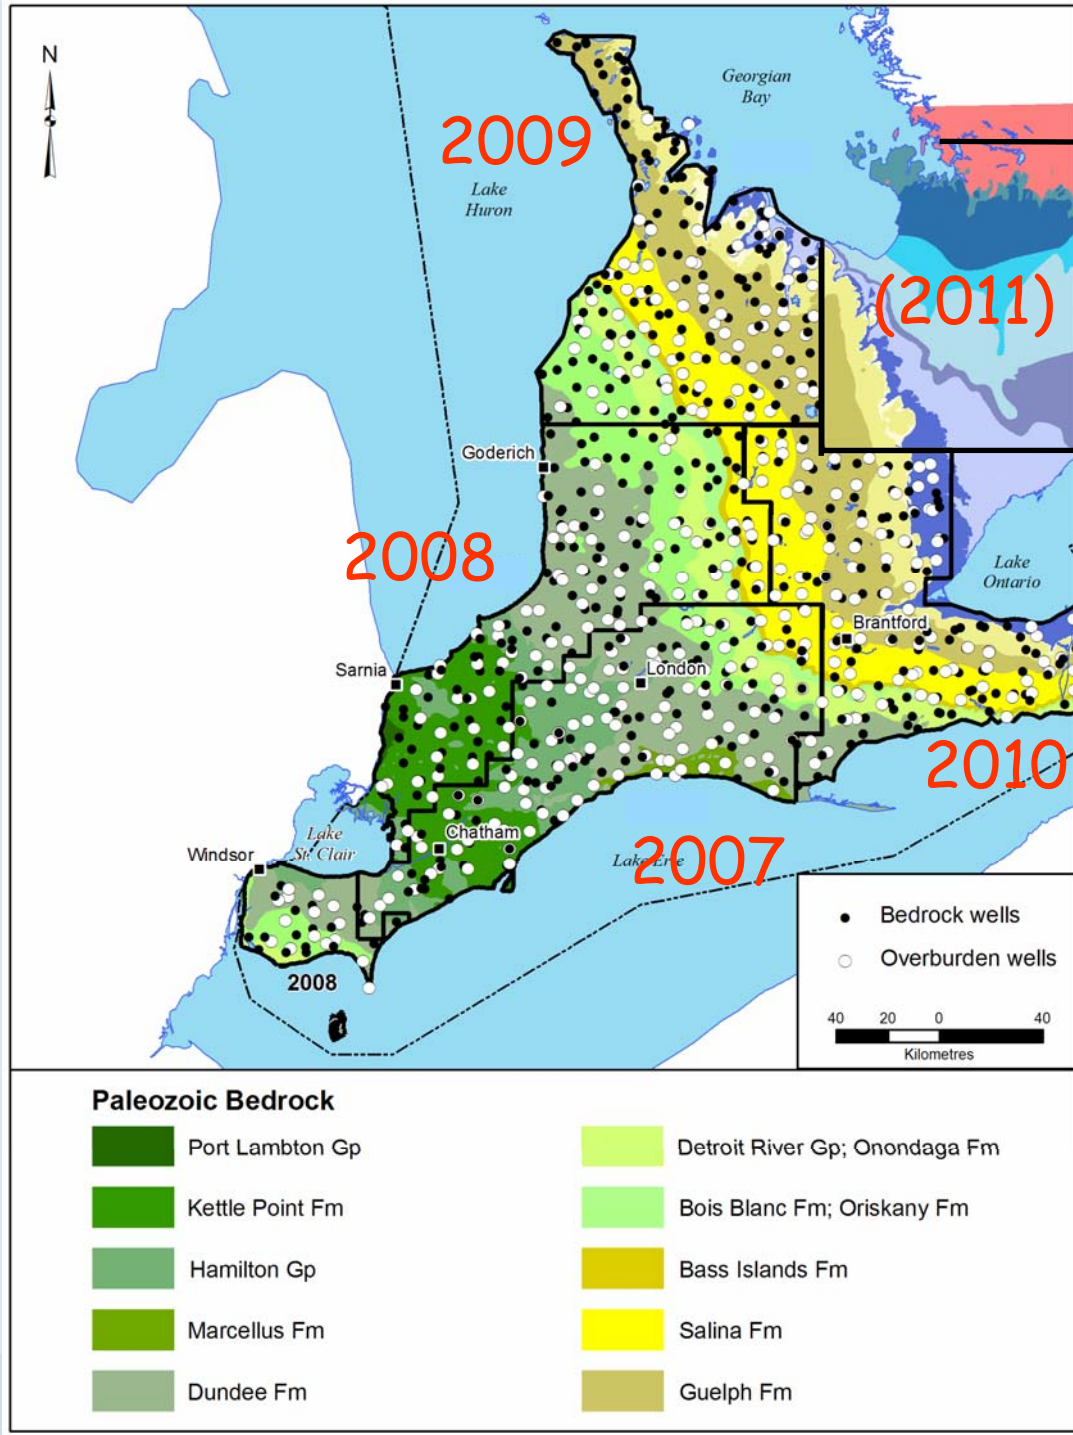 N
Georgian
Bay
2009
Lake
Huron
(2011)
Goderich
2008
Lake
Ontario
Brantford
Sarnia
London
2010
Chatham
Lake
St. Clair
Windsor
Lake Erie
2007
2008
Bedrock wells
Overburden wells
40 20 0 40
Kilometres
Paleozoic Bedrock
Port Lambton Gp
Kettle Point Fm
Hamilton Gp
Marcellus Fm
Dundee Fm
Detroit River Gp; Onondaga Fm
Bois Blanc Fm; Oriskany Fm
Bass Islands Fm
Salina Fm
Guelph Fm